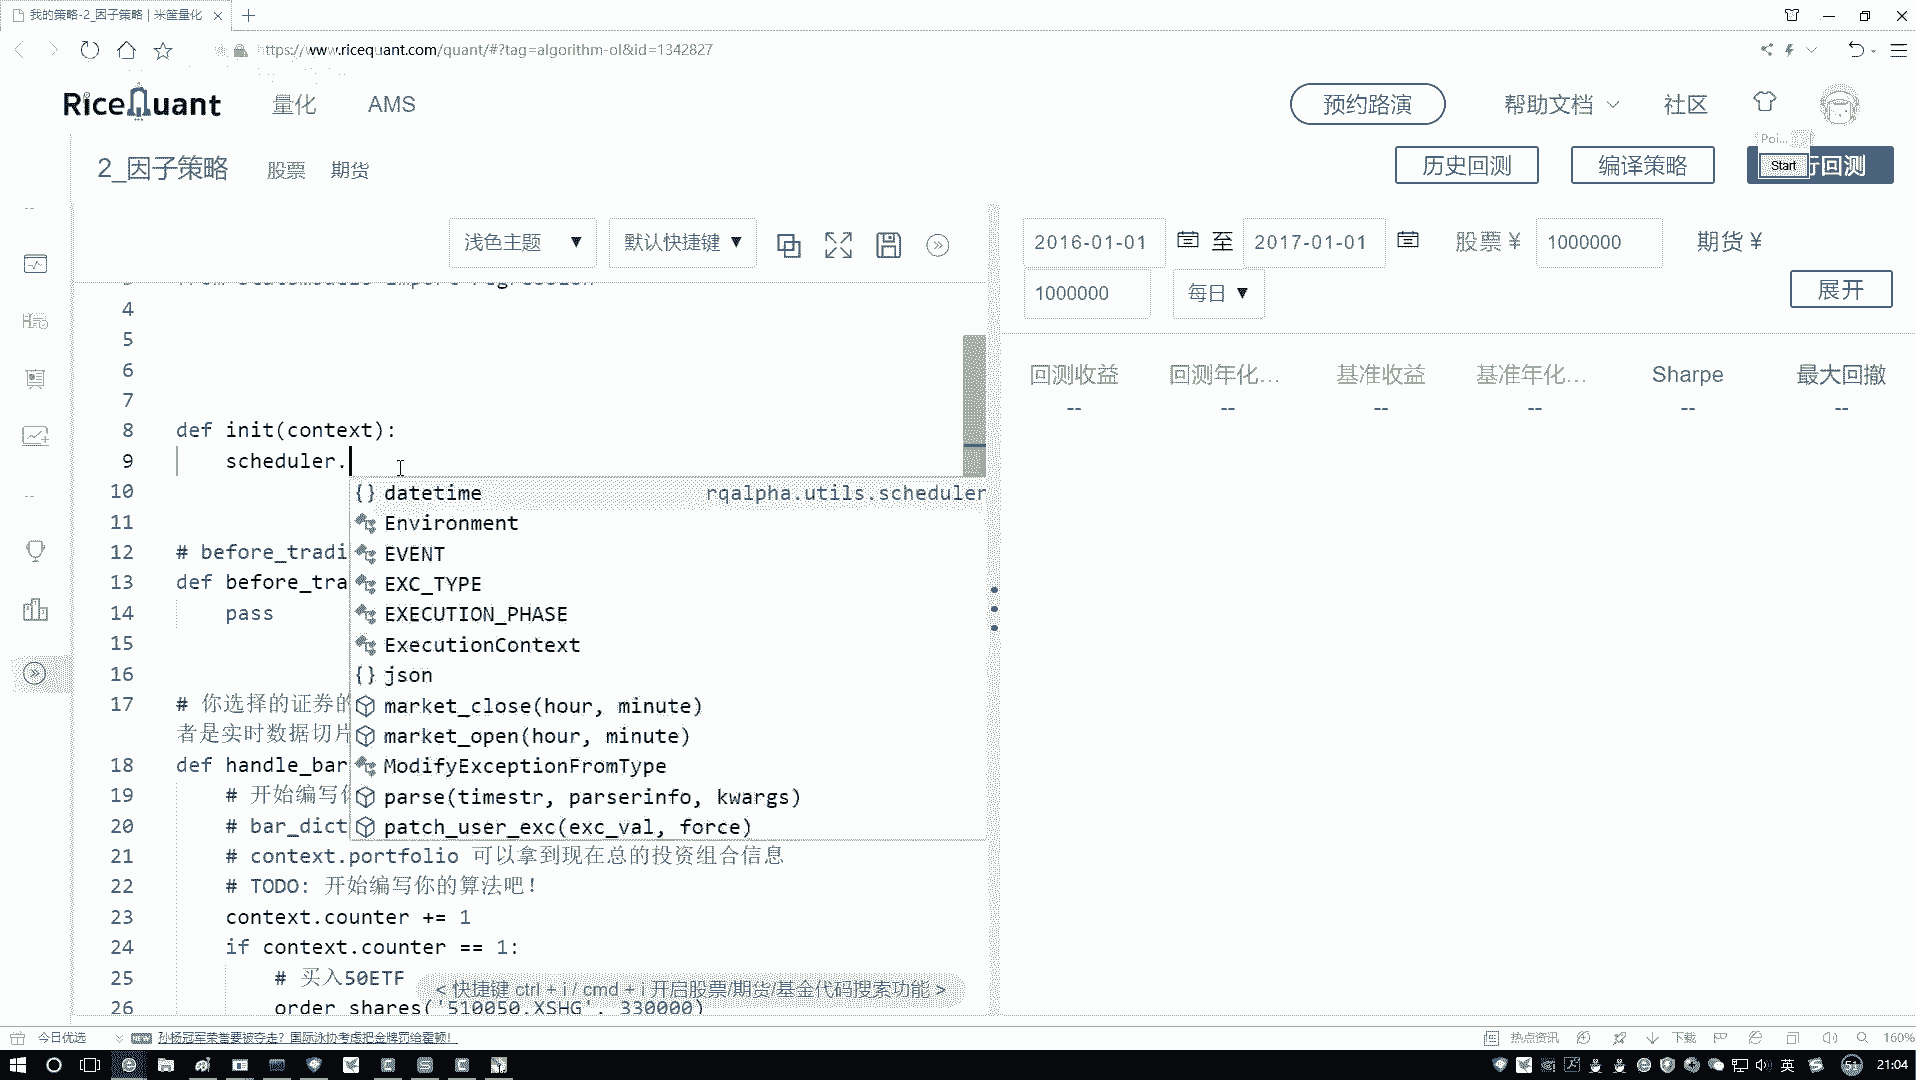 我的策略-2_因子策略 | 米筐量化
https://www.ricequant.com/quant/#?tag=algorithm-ol&id=1342827
RiceQuant 量化 AMS 预约路演 帮助文档 社区
Poi...
2_因子策略 股票 期货 历史回测 编译策略 Start 行回测
浅色主题 ▼ 默认快捷键 ▼
2016-01-01 至 2017-01-01 股票 ¥ 1000000 期货 ¥
1000000 每日 ▼ 展开
回测收益 回测年化... 基准收益 基准年化... Sharpe 最大回撤
-- -- -- -- -- --
4
5
6
7
8 def init(context):
9 scheduler.
10 datetime rqalpha.utils.scheduler
11 Environment
12 # before_tradi EVENT
13 def before_tra EXC_TYPE
14 pass EXECUTION_PHASE
15 ExecutionContext
16 {} json
17 # 你选择的证券的 market_close(hour, minute)
者是实时数据切片 market_open(hour, minute)
18 def handle_bar ModifyExceptionFromType
19 # 开始编写你 parse(timestr, parserinfo, kwargs)
20 # bar_dict patch_user_exc(exc_val, force)
21 # context.portfolio 可以拿到现在总的投资组合信息
22 # TODO: 开始编写你的算法吧!
23 context.counter += 1
24 if context.counter == 1:
25 # 买入50ETF
< 快捷键 ctrl + i / cmd + i 开启股票/期货/基金代码搜索功能 >
26 order_shares('510050.XSHG', 330000)
今日优选 NEW 孙杨冠军荣誉要被夺走? 国际泳协考虑把金牌罚给霍顿! 热点资讯 下载 160%
英 51 21:04